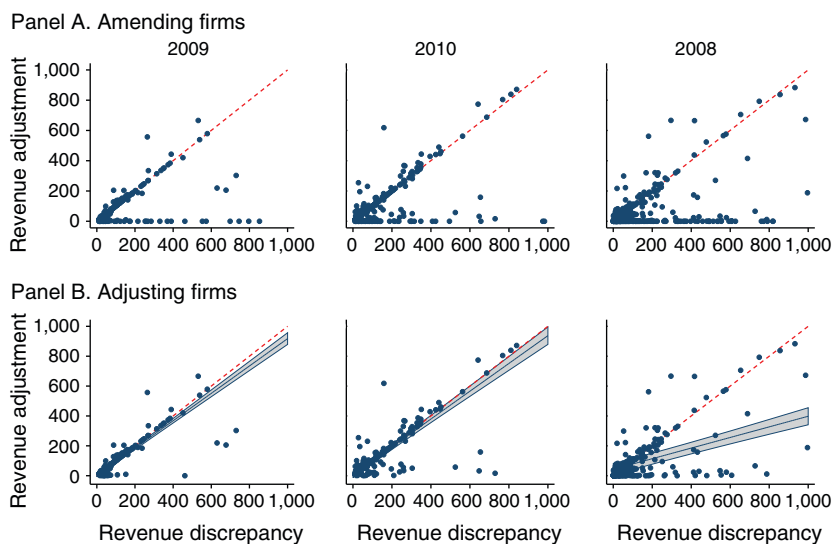 Panel A. Amending firms
2009 2010 2008
Revenue adjustment
1,000
800
600
400
200
0
0 200 400 600 800 1,000 0 200 400 600 800 1,000 0 200 400 600 800 1,000
Panel B. Adjusting firms
Revenue adjustment
1,000
800
600
400
200
0
0 200 400 600 800 1,000 0 200 400 600 800 1,000 0 200 400 600 800 1,000
Revenue discrepancy Revenue discrepancy Revenue discrepancy